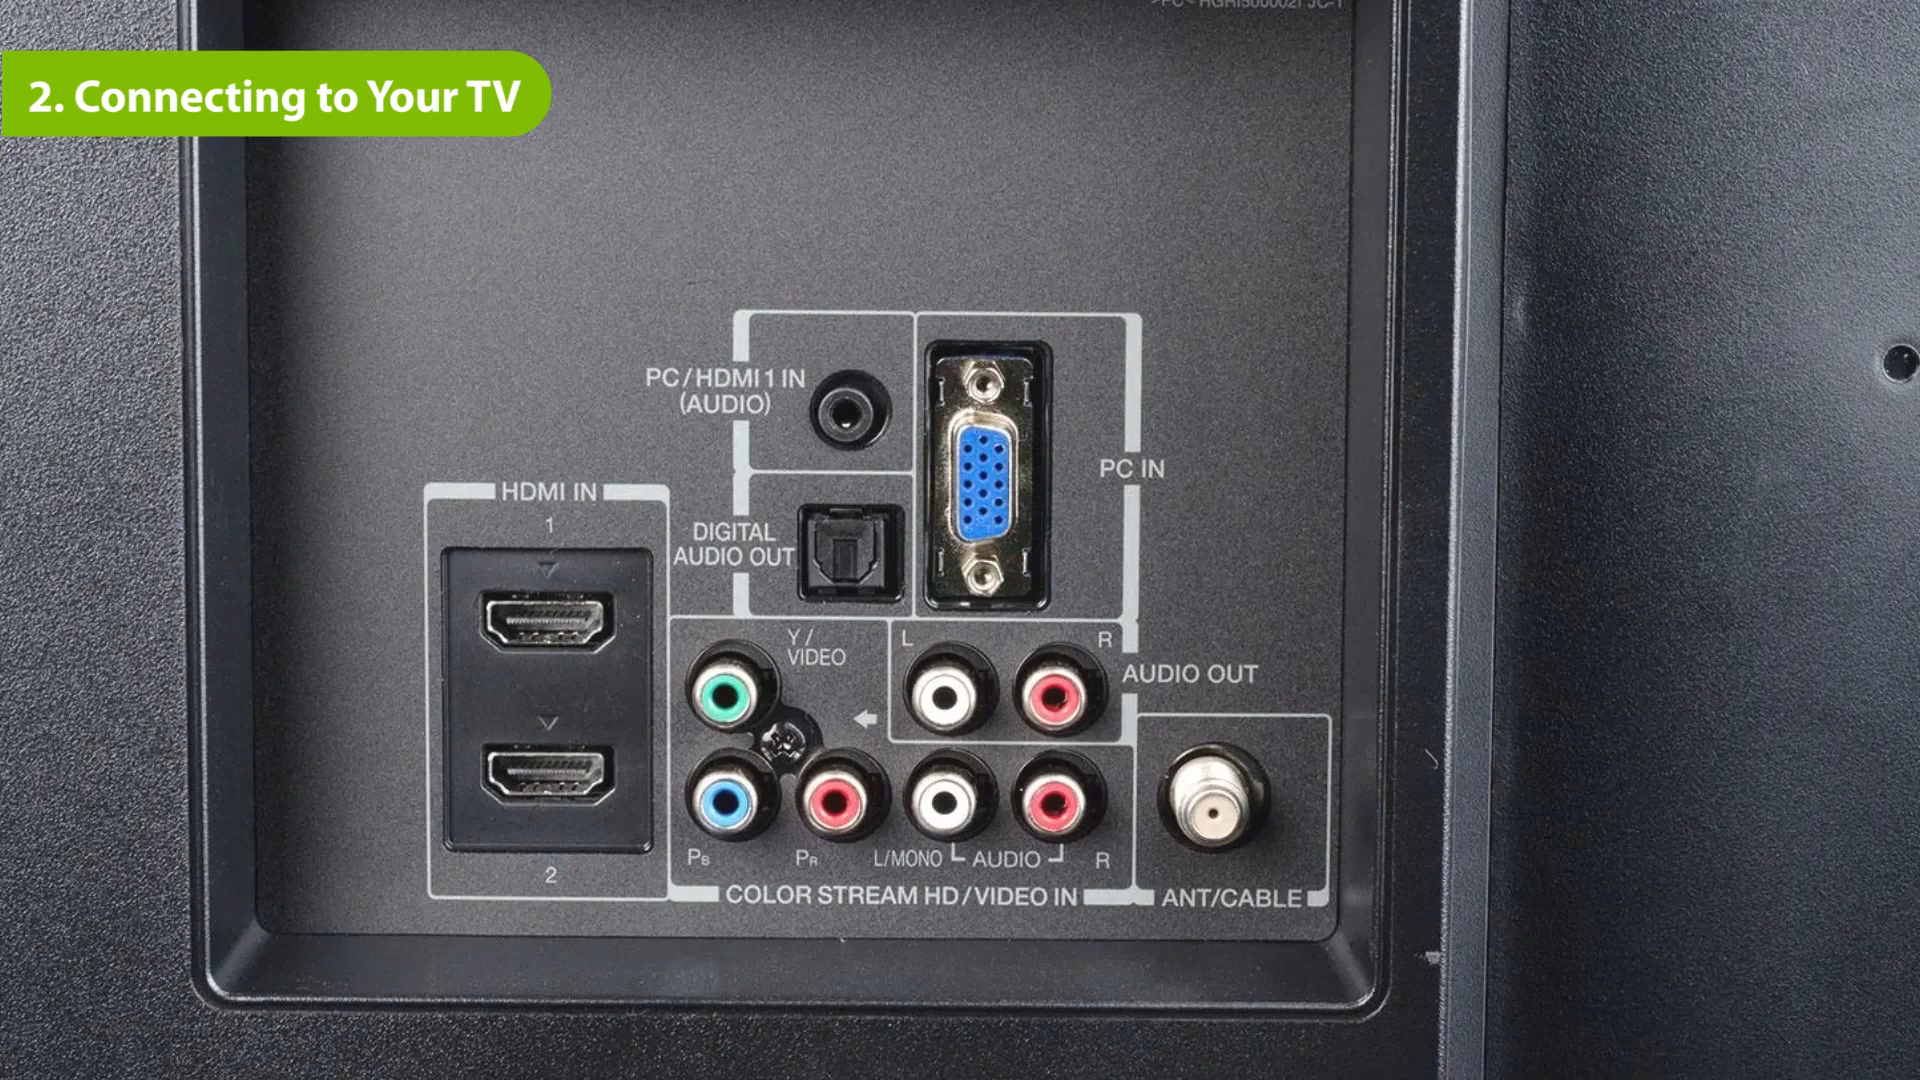 2. Connecting to Your TV
PC/HDMI 1 IN
(AUDIO)
PC IN
HDMI IN
1
DIGITAL
AUDIO OUT
Y/
VIDEO
L
R
AUDIO OUT
PB
PR
L/MONO
AUDIO
R
2
COLOR STREAM HD/VIDEO IN
ANT/CABLE